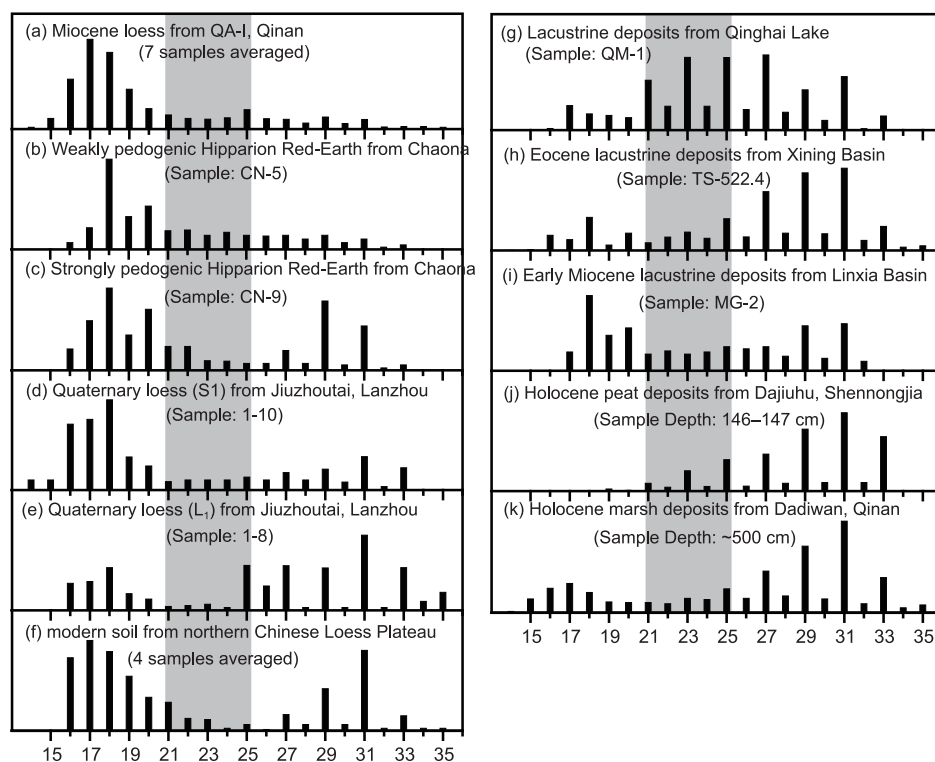 (a) Miocene loess from QA-I, Qinan
(7 samples averaged)
(b) Weakly pedogenic Hipparion Red-Earth from Chaona
(Sample: CN-5)
(c) Strongly pedogenic Hipparion Red-Earth from Chaona
(Sample: CN-9)
(d) Quaternary loess (S1) from Jiuzhoutai, Lanzhou
(Sample: 1-10)
(e) Quaternary loess (L₁) from Jiuzhoutai, Lanzhou
(Sample: 1-8)
(f) modern soil from northern Chinese Loess Plateau
(4 samples averaged)
15 17 19 21 23 25 27 29 31 33 35
(g) Lacustrine deposits from Qinghai Lake
(Sample: QM-1)
(h) Eocene lacustrine deposits from Xining Basin
(Sample: TS-522.4)
(i) Early Miocene lacustrine deposits from Linxia Basin
(Sample: MG-2)
(j) Holocene peat deposits from Dajiuhu, Shennongjia
(Sample Depth: 146–147 cm)
(k) Holocene marsh deposits from Dadiwan, Qinan
(Sample Depth: ~500 cm)
15 17 19 21 23 25 27 29 31 33 35